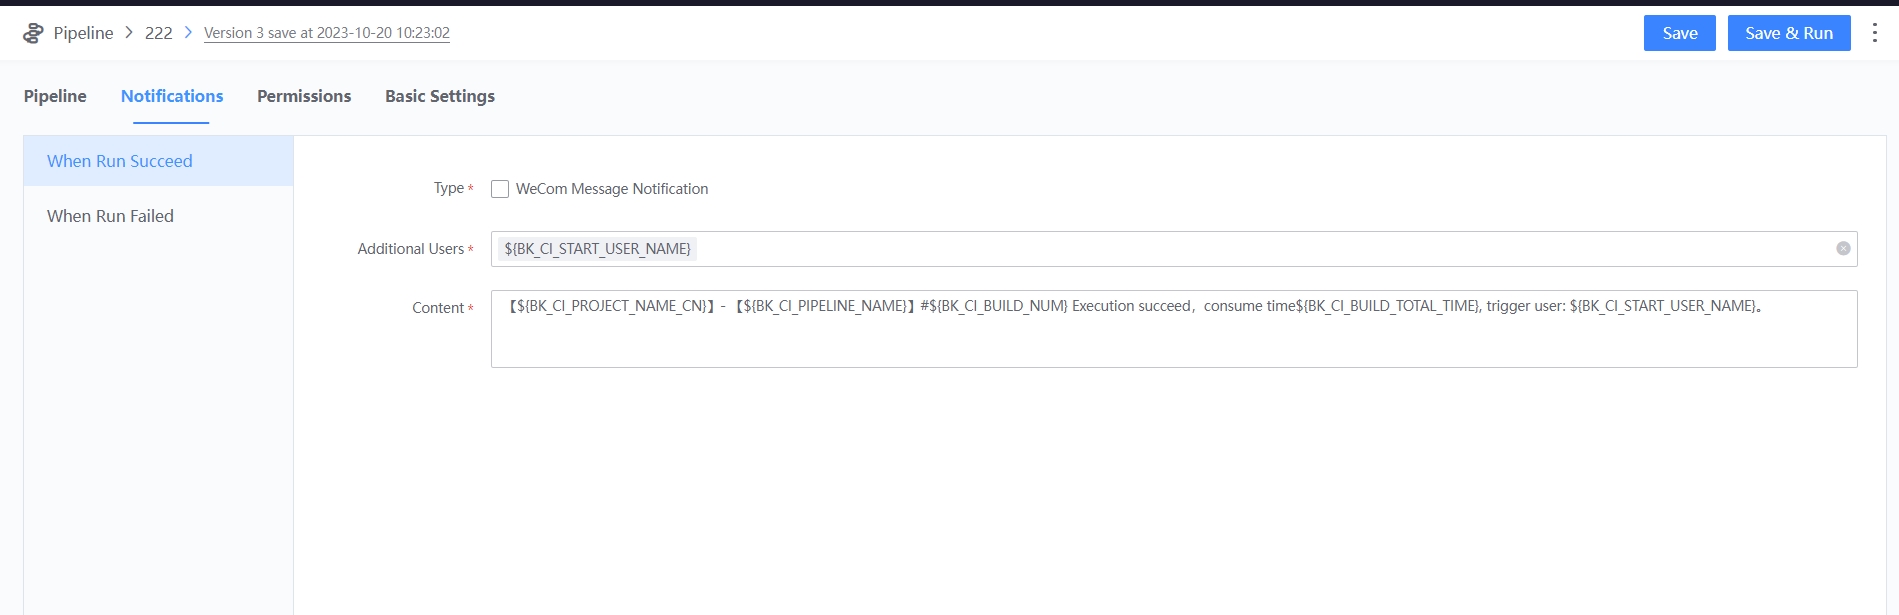 Pipeline > 222 > Version 3 save at 2023-10-20 10:23:02
Save
Save & Run
Pipeline
Notifications
Permissions
Basic Settings
When Run Succeed
When Run Failed
Type *
WeCom Message Notification
Additional Users *
${BK_CI_START_USER_NAME}
Content *
【${BK_CI_PROJECT_NAME_CN}】- 【${BK_CI_PIPELINE_NAME}】#${BK_CI_BUILD_NUM} Execution succeed，consume time${BK_CI_BUILD_TOTAL_TIME}, trigger user: ${BK_CI_START_USER_NAME}。